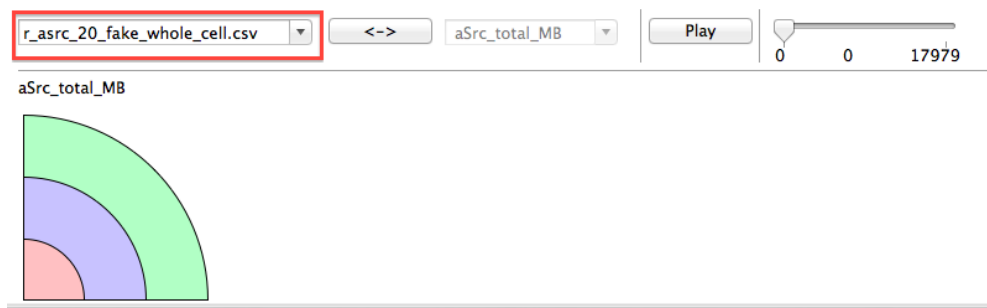 r_asrc_20_fake_whole_cell.csv <-> aSrc_total_MB Play
0 0 17979
aSrc_total_MB